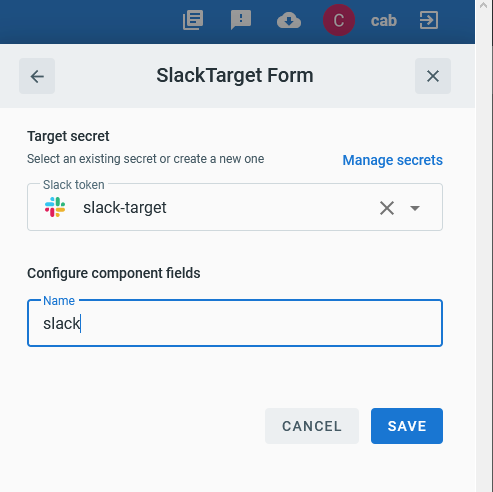 C cab
SlackTarget Form
Target secret
Select an existing secret or create a new one
Manage secrets
Slack token
slack-target
Configure component fields
Name
slack
CANCEL SAVE